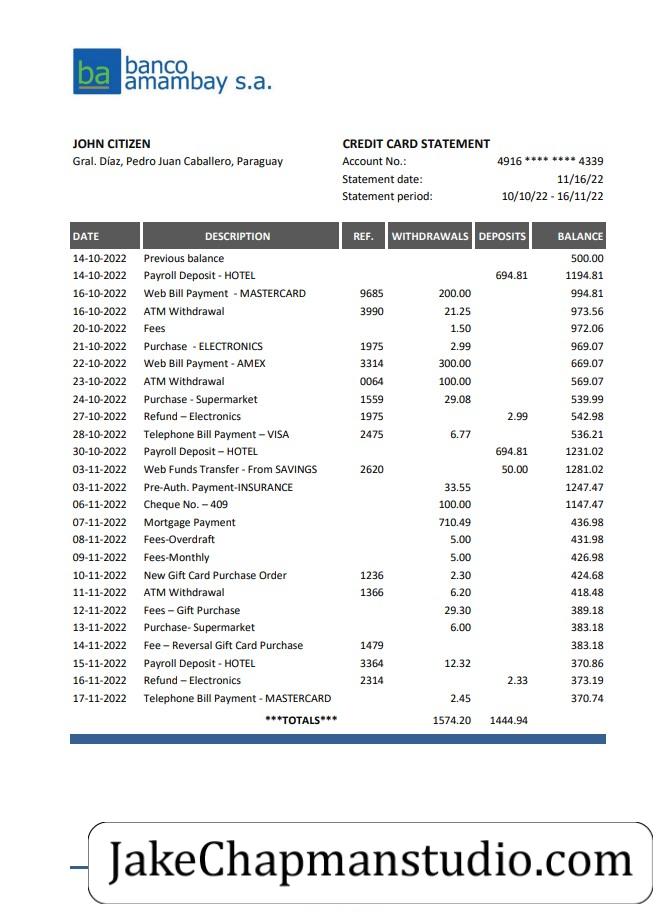 ba banco
amambay s.a.
JOHN CITIZEN
Gral. Díaz, Pedro Juan Caballero, Paraguay
CREDIT CARD STATEMENT
Account No.: 4916 **** **** 4339
Statement date: 11/16/22
Statement period: 10/10/22 - 16/11/22
DATE DESCRIPTION REF. WITHDRAWALS DEPOSITS BALANCE
14-10-2022 Previous balance 500.00
14-10-2022 Payroll Deposit - HOTEL 694.81 1194.81
16-10-2022 Web Bill Payment - MASTERCARD 9685 200.00 994.81
16-10-2022 ATM Withdrawal 3990 21.25 973.56
20-10-2022 Fees 1.50 972.06
21-10-2022 Purchase - ELECTRONICS 1975 2.99 969.07
22-10-2022 Web Bill Payment - AMEX 3314 300.00 669.07
23-10-2022 ATM Withdrawal 0064 100.00 569.07
24-10-2022 Purchase - Supermarket 1559 29.08 539.99
27-10-2022 Refund – Electronics 1975 2.99 542.98
28-10-2022 Telephone Bill Payment – VISA 2475 6.77 536.21
30-10-2022 Payroll Deposit – HOTEL 694.81 1231.02
03-11-2022 Web Funds Transfer - From SAVINGS 2620 50.00 1281.02
03-11-2022 Pre-Auth. Payment-INSURANCE 33.55 1247.47
06-11-2022 Cheque No. – 409 100.00 1147.47
07-11-2022 Mortgage Payment 710.49 436.98
08-11-2022 Fees-Overdraft 5.00 431.98
09-11-2022 Fees-Monthly 5.00 426.98
10-11-2022 New Gift Card Purchase Order 1236 2.30 424.68
11-11-2022 ATM Withdrawal 1366 6.20 418.48
12-11-2022 Fees – Gift Purchase 29.30 389.18
13-11-2022 Purchase- Supermarket 6.00 383.18
14-11-2022 Fee – Reversal Gift Card Purchase 1479 383.18
15-11-2022 Payroll Deposit - HOTEL 3364 12.32 370.86
16-11-2022 Refund – Electronics 2314 2.33 373.19
17-11-2022 Telephone Bill Payment - MASTERCARD 2.45 370.74
***TOTALS*** 1574.20 1444.94
JakeChapmanstudio.com